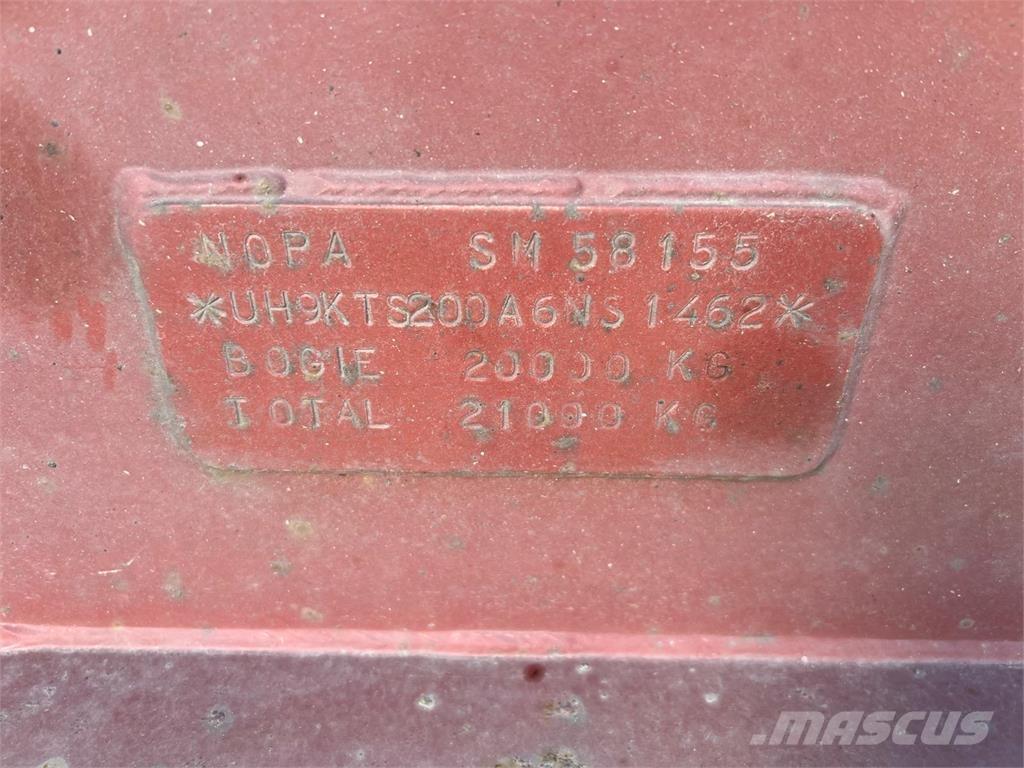 NOPA SM 58155
*UH9KTS200A6NS1462*
BOGIE 20000 KG
TOTAL 21000 KG
MASCUS